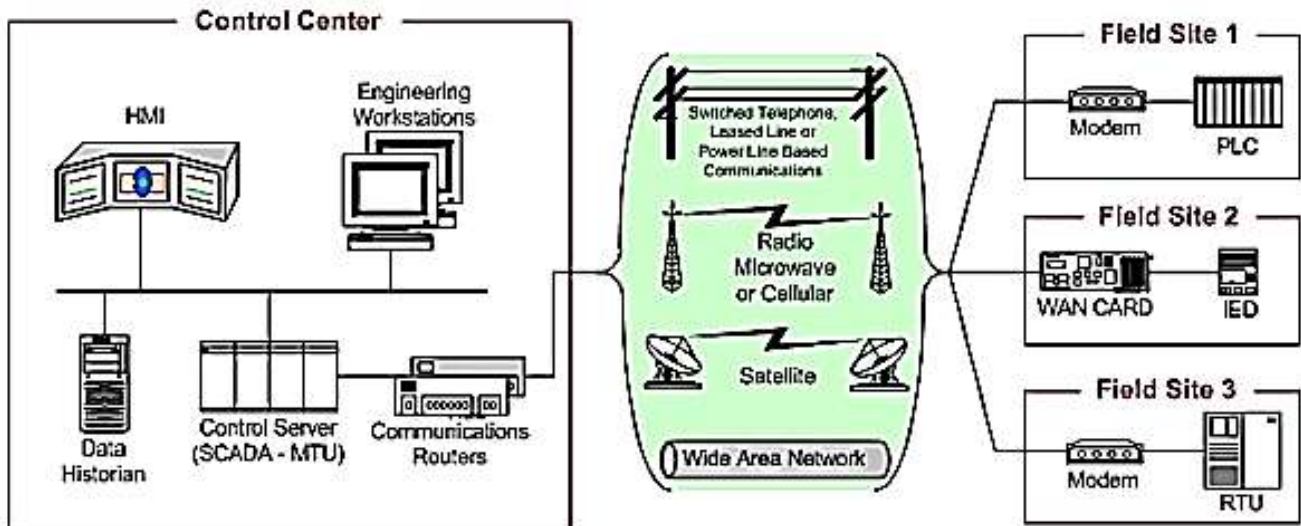 Control Center
HMI
Engineering
Workstations
Data
Historian
Control Server
(SCADA - MTU)
Communications
Routers
Switched Telephone,
Leased Line or
Power Line Based
Communications
Radio
Microwave
or Cellular
Satellite
Wide Area Network
Field Site 1
Modem
PLC
Field Site 2
WAN CARD
IED
Field Site 3
Modem
RTU